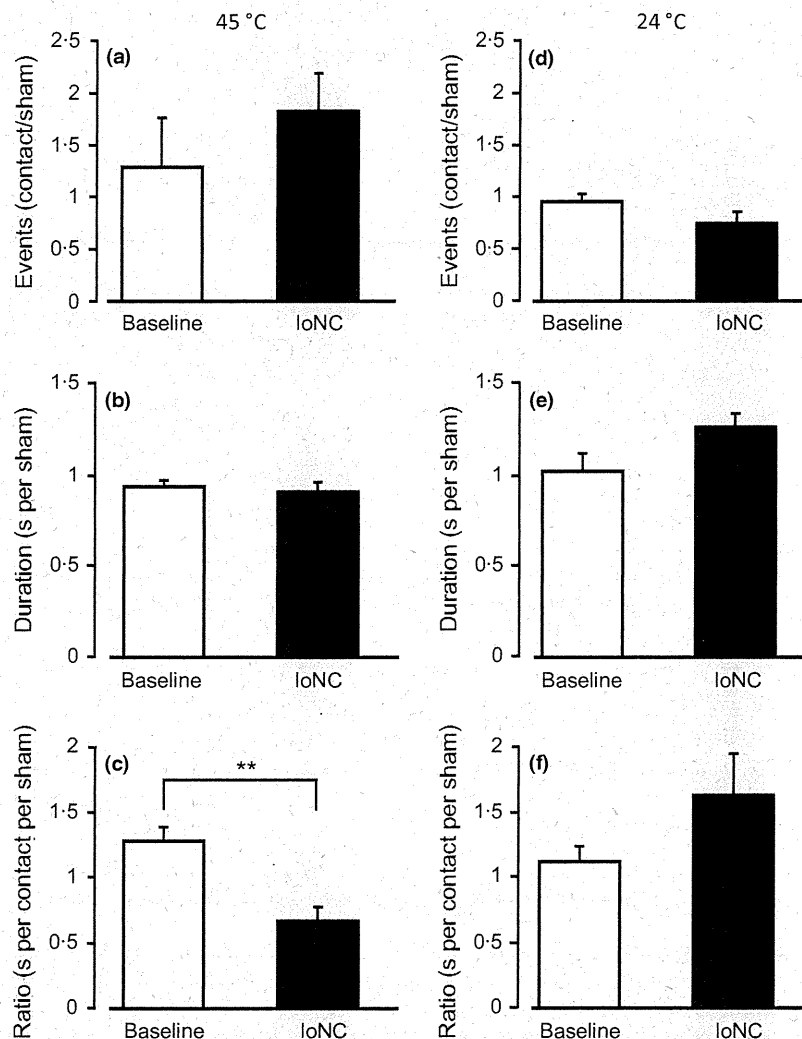 45 °C
24 °C
(a)
Events (contact/sham)
2·5
2
1·5
1
0·5
0
Baseline
IoNC
(d)
Events (contact/sham)
2·5
2
1·5
1
0·5
0
Baseline
IoNC
(b)
Duration (s per sham)
1·5
1
0·5
0
Baseline
IoNC
(e)
Duration (s per sham)
1·5
1
0·5
0
Baseline
IoNC
(c)
Ratio (s per contact per sham)
2
1·5
1
0·5
0
**
Baseline
IoNC
(f)
Ratio (s per contact per sham)
2
1·5
1
0·5
0
Baseline
IoNC